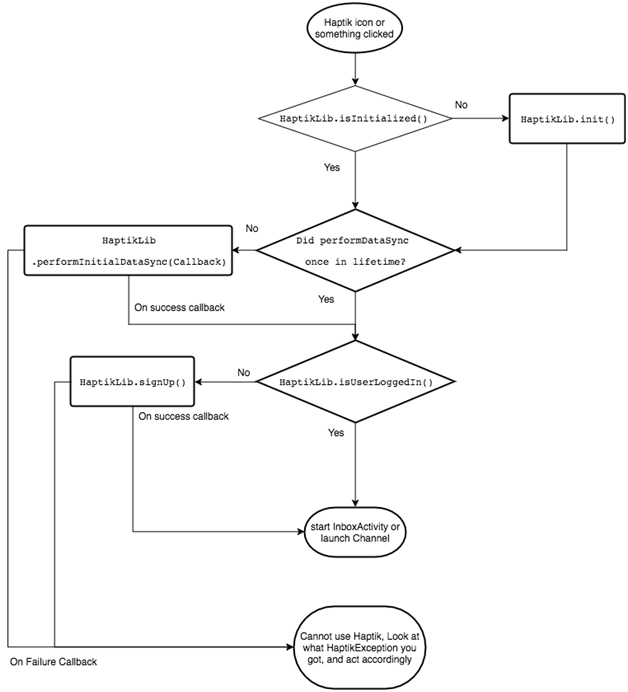 Haptik icon or
something clicked
HaptikLib.isInitialized()
No
HaptikLib.init()
Yes
Did performDataSync
once in lifetime?
No
HaptikLib
.performInitialDataSync(Callback)
Yes
On success callback
HaptikLib.isUserLoggedIn()
No
HaptikLib.signUp()
On success callback
Yes
start InboxActivity or
launch Channel
Cannot use Haptik, Look at
what HaptikException you
got, and act accordingly
On Failure Callback